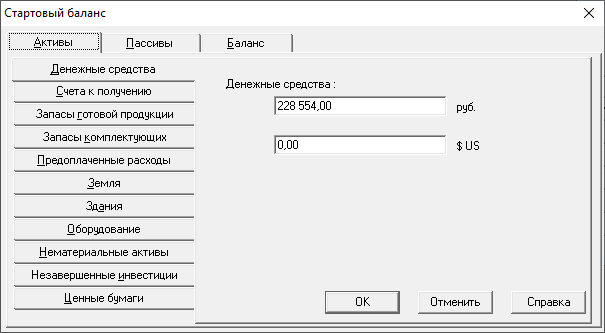 Стартовый баланс
Активы
Пассивы
Баланс
Денежные средства
Счета к получению
Запасы готовой продукции
Запасы комплектующих
Предоплаченные расходы
Земля
Здания
Оборудование
Нематериальные активы
Незавершенные инвестиции
Ценные бумаги
Денежные средства :
228 554,00 руб.
0,00 $ US
OK
Отменить
Справка